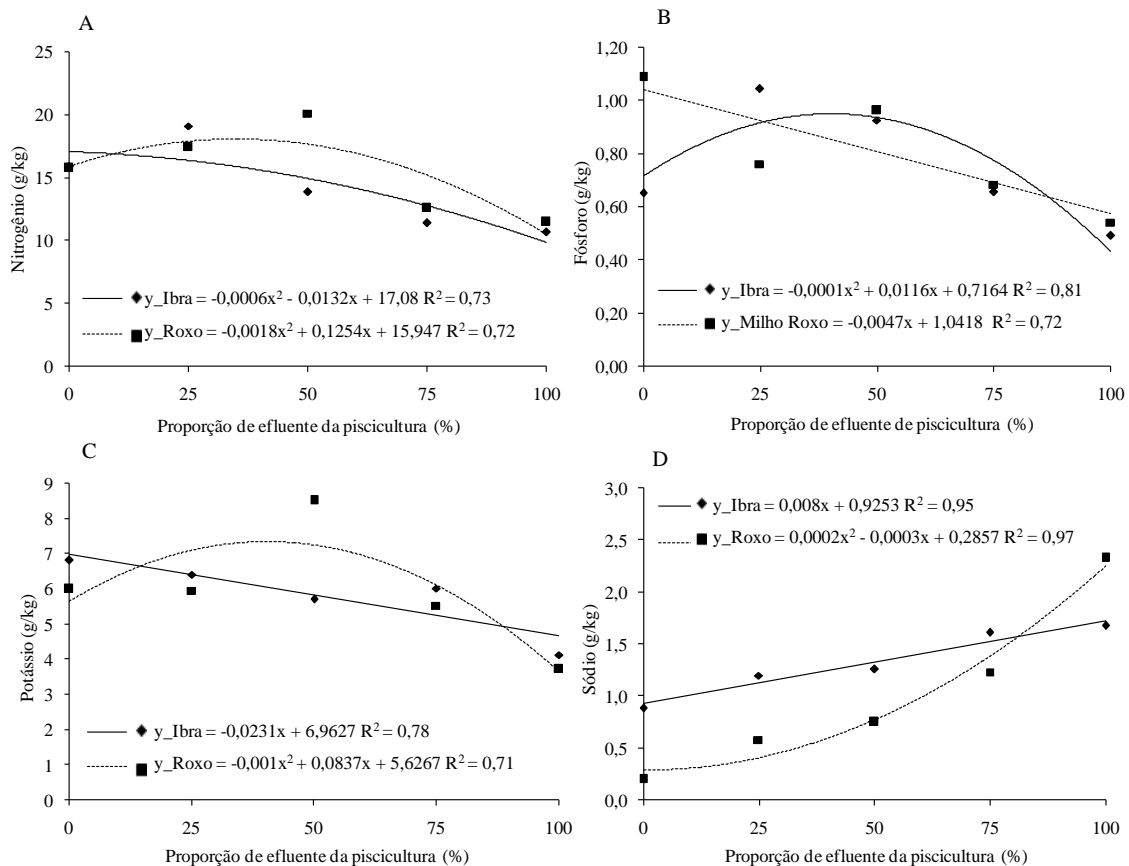 A
25
20
15
10
5
0
Nitrogênio (g/kg)
y_Ibra = -0,0006x² - 0,0132x + 17,08 R² = 0,73
y_Roxo = -0,0018x² + 0,1254x + 15,947 R² = 0,72
0 25 50 75 100
Proporção de efluente da piscicultura (%)
B
1,20
1,00
0,80
0,60
0,40
0,20
0,00
Fósforo (g/kg)
y_Ibra = -0,0001x² + 0,0116x + 0,7164 R² = 0,81
y_Milho Roxo = -0,0047x + 1,0418 R² = 0,72
0 25 50 75 100
Proporção de efluente de piscicultura (%)
C
9
8
7
6
5
4
3
2
1
0
Potássio (g/kg)
y_Ibra = -0,0231x + 6,9627 R² = 0,78
y_Roxo = -0,001x² + 0,0837x + 5,6267 R² = 0,71
0 25 50 75 100
Proporção de efluente da piscicultura (%)
D
3,0
2,5
2,0
1,5
1,0
0,5
0,0
Sódio (g/kg)
y_Ibra = 0,008x + 0,9253 R² = 0,95
y_Roxo = 0,0002x² - 0,0003x + 0,2857 R² = 0,97
0 25 50 75 100
Proporção de efluente da piscicultura (%)